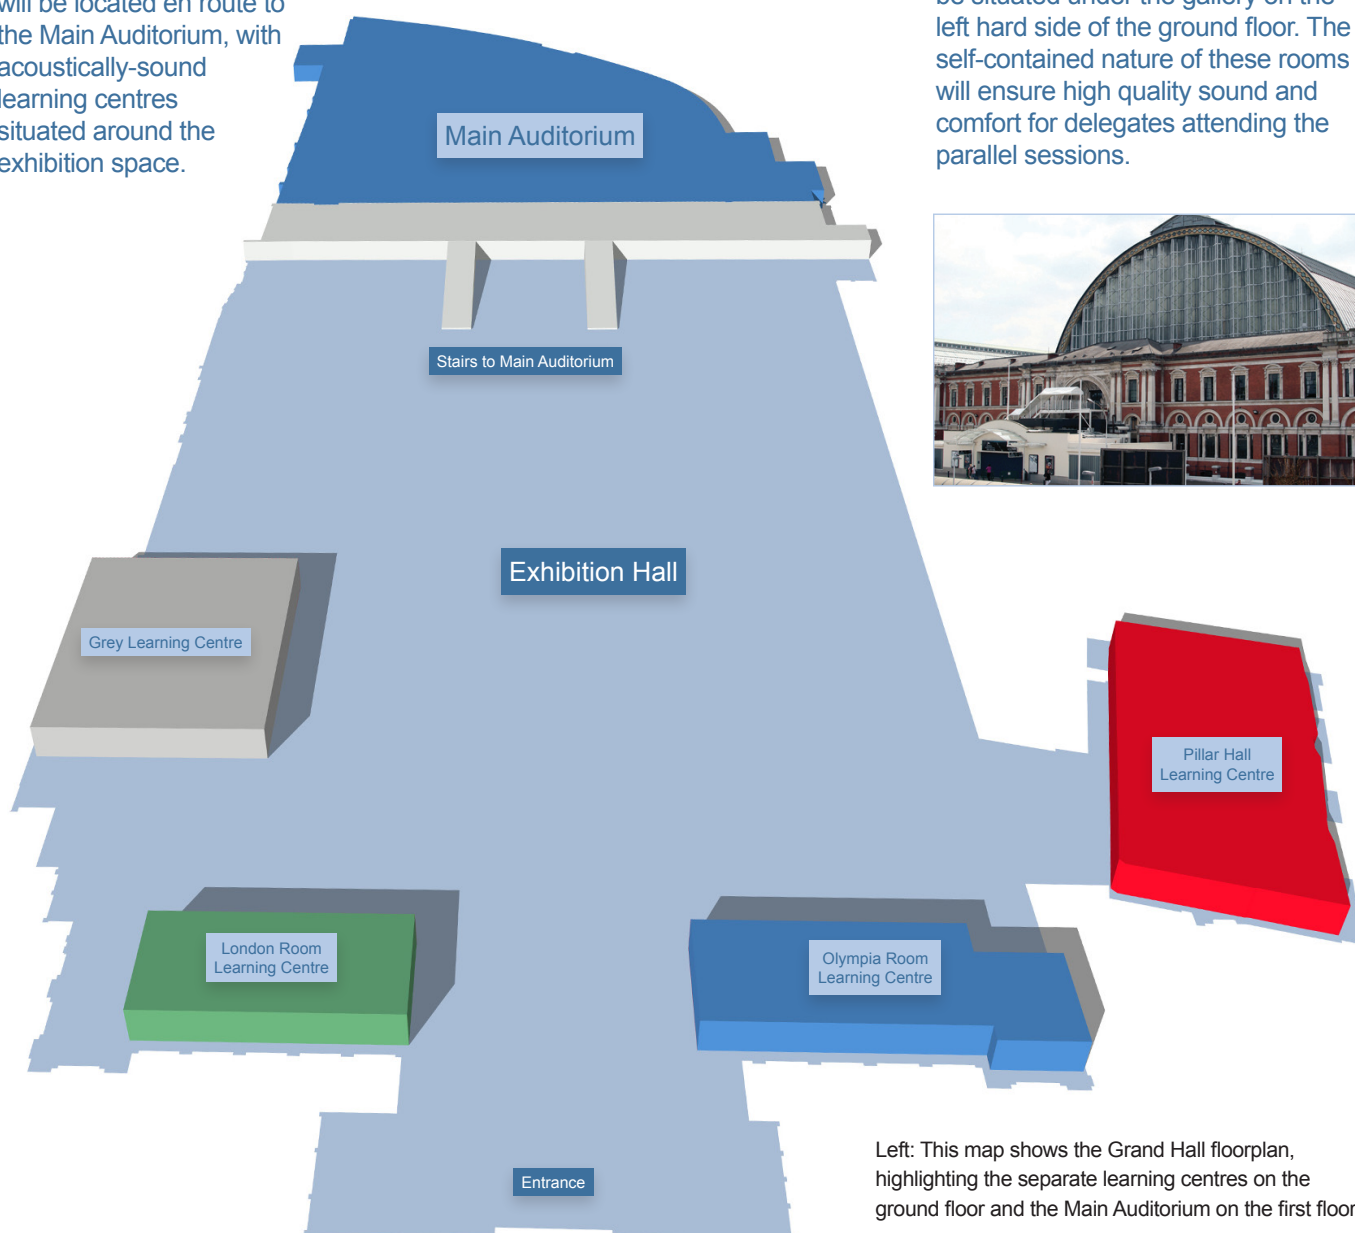 will be located en route to
the Main Auditorium, with
acoustically-sound
learning centres
situated around the
exhibition space.
be situated under the gallery on the
left hard side of the ground floor. The
self-contained nature of these rooms
will ensure high quality sound and
comfort for delegates attending the
parallel sessions.
Main Auditorium
Stairs to Main Auditorium
Exhibition Hall
Grey Learning Centre
Pillar Hall
Learning Centre
London Room
Learning Centre
Olympia Room
Learning Centre
Entrance
Left: This map shows the Grand Hall floorplan,
highlighting the separate learning centres on the
ground floor and the Main Auditorium on the first floor